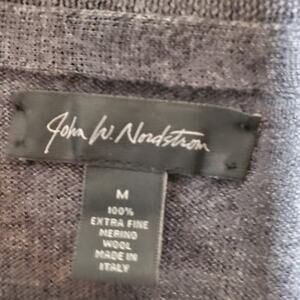 John W. Nordstrom
M
100%
EXTRA FINE
MERINO
WOOL
MADE IN
ITALY